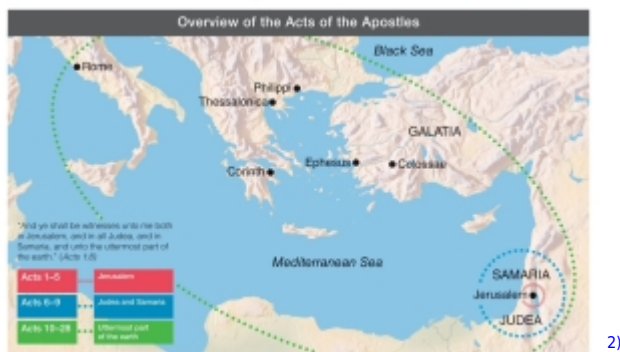 Overview of the Acts of the Apostles
Black Sea
Rome
Philippi
Thessalonica
GALATIA
Ephesus
Colossae
Corinth
"And ye shall be witnesses unto me both
in Jerusalem, and in all Judea, and in
Samaria, and unto the uttermost part of
the earth." (Acts 1:8)
Mediterranean Sea
SAMARIA
Jerusalem
JUDEA
Acts 1–5
Jerusalem
Acts 6–9
Judea and Samaria
Acts 10–28
Uttermost part
of the earth
2)